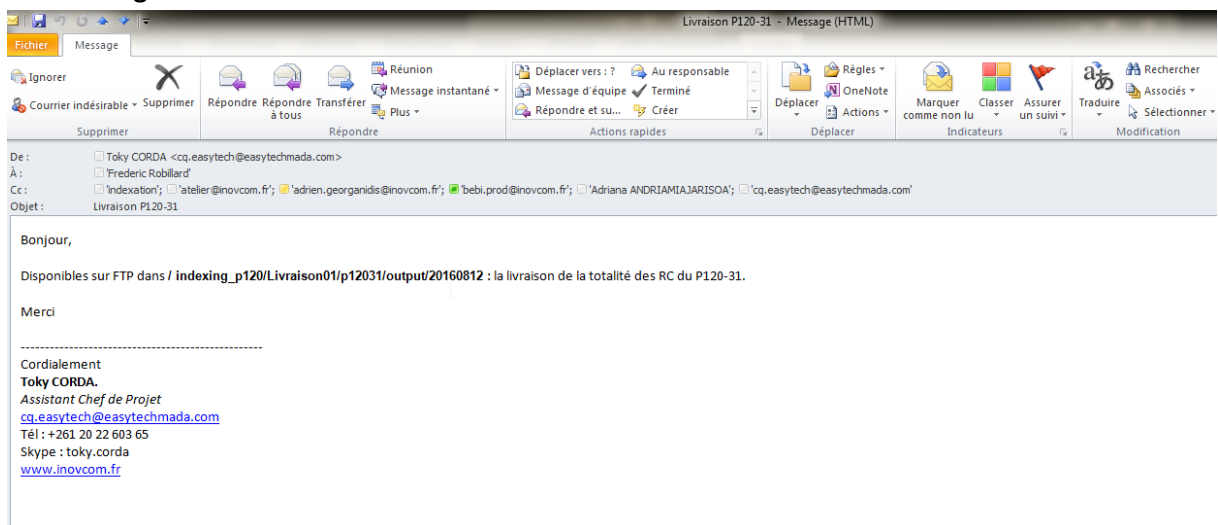 Livraison P120-31 - Message (HTML)
Fichier Message
Ignorer
Courrier indésirable
Supprimer
Répondre Répondre à tous Transférer
Réunion
Message instantané
Plus
Déplacer vers : ? Au responsable
Message d'équipe Terminé
Répondre et su... Créer
Déplacer
Règles
OneNote
Actions
Marquer comme non lu
Classer
Assurer un suivi
Traduire
Rechercher
Associés
Sélectionner
Supprimer Répondre Actions rapides Déplacer Indicateurs Modification
De : Toky CORDA <cq.easytech@easytechmada.com>
À : 'Frederic Robillard'
Cc : 'indexation'; 'atelier@inovcom.fr'; 'adrien.georganidis@inovcom.fr'; 'bebi.prod@inovcom.fr'; 'Adriana ANDRIAMIAJARISOA'; 'cq.easytech@easytechmada.com'
Objet : Livraison P120-31
Bonjour,
Disponibles sur FTP dans / indexing_p120/Livraison01/p12031/output/20160812 : la livraison de la totalité des RC du P120-31.
Merci
--------------------------------------------------
Cordialement
Toky CORDA.
Assistant Chef de Projet
cq.easytech@easytechmada.com
Tél : +261 20 22 603 65
Skype : toky.corda
www.inovcom.fr